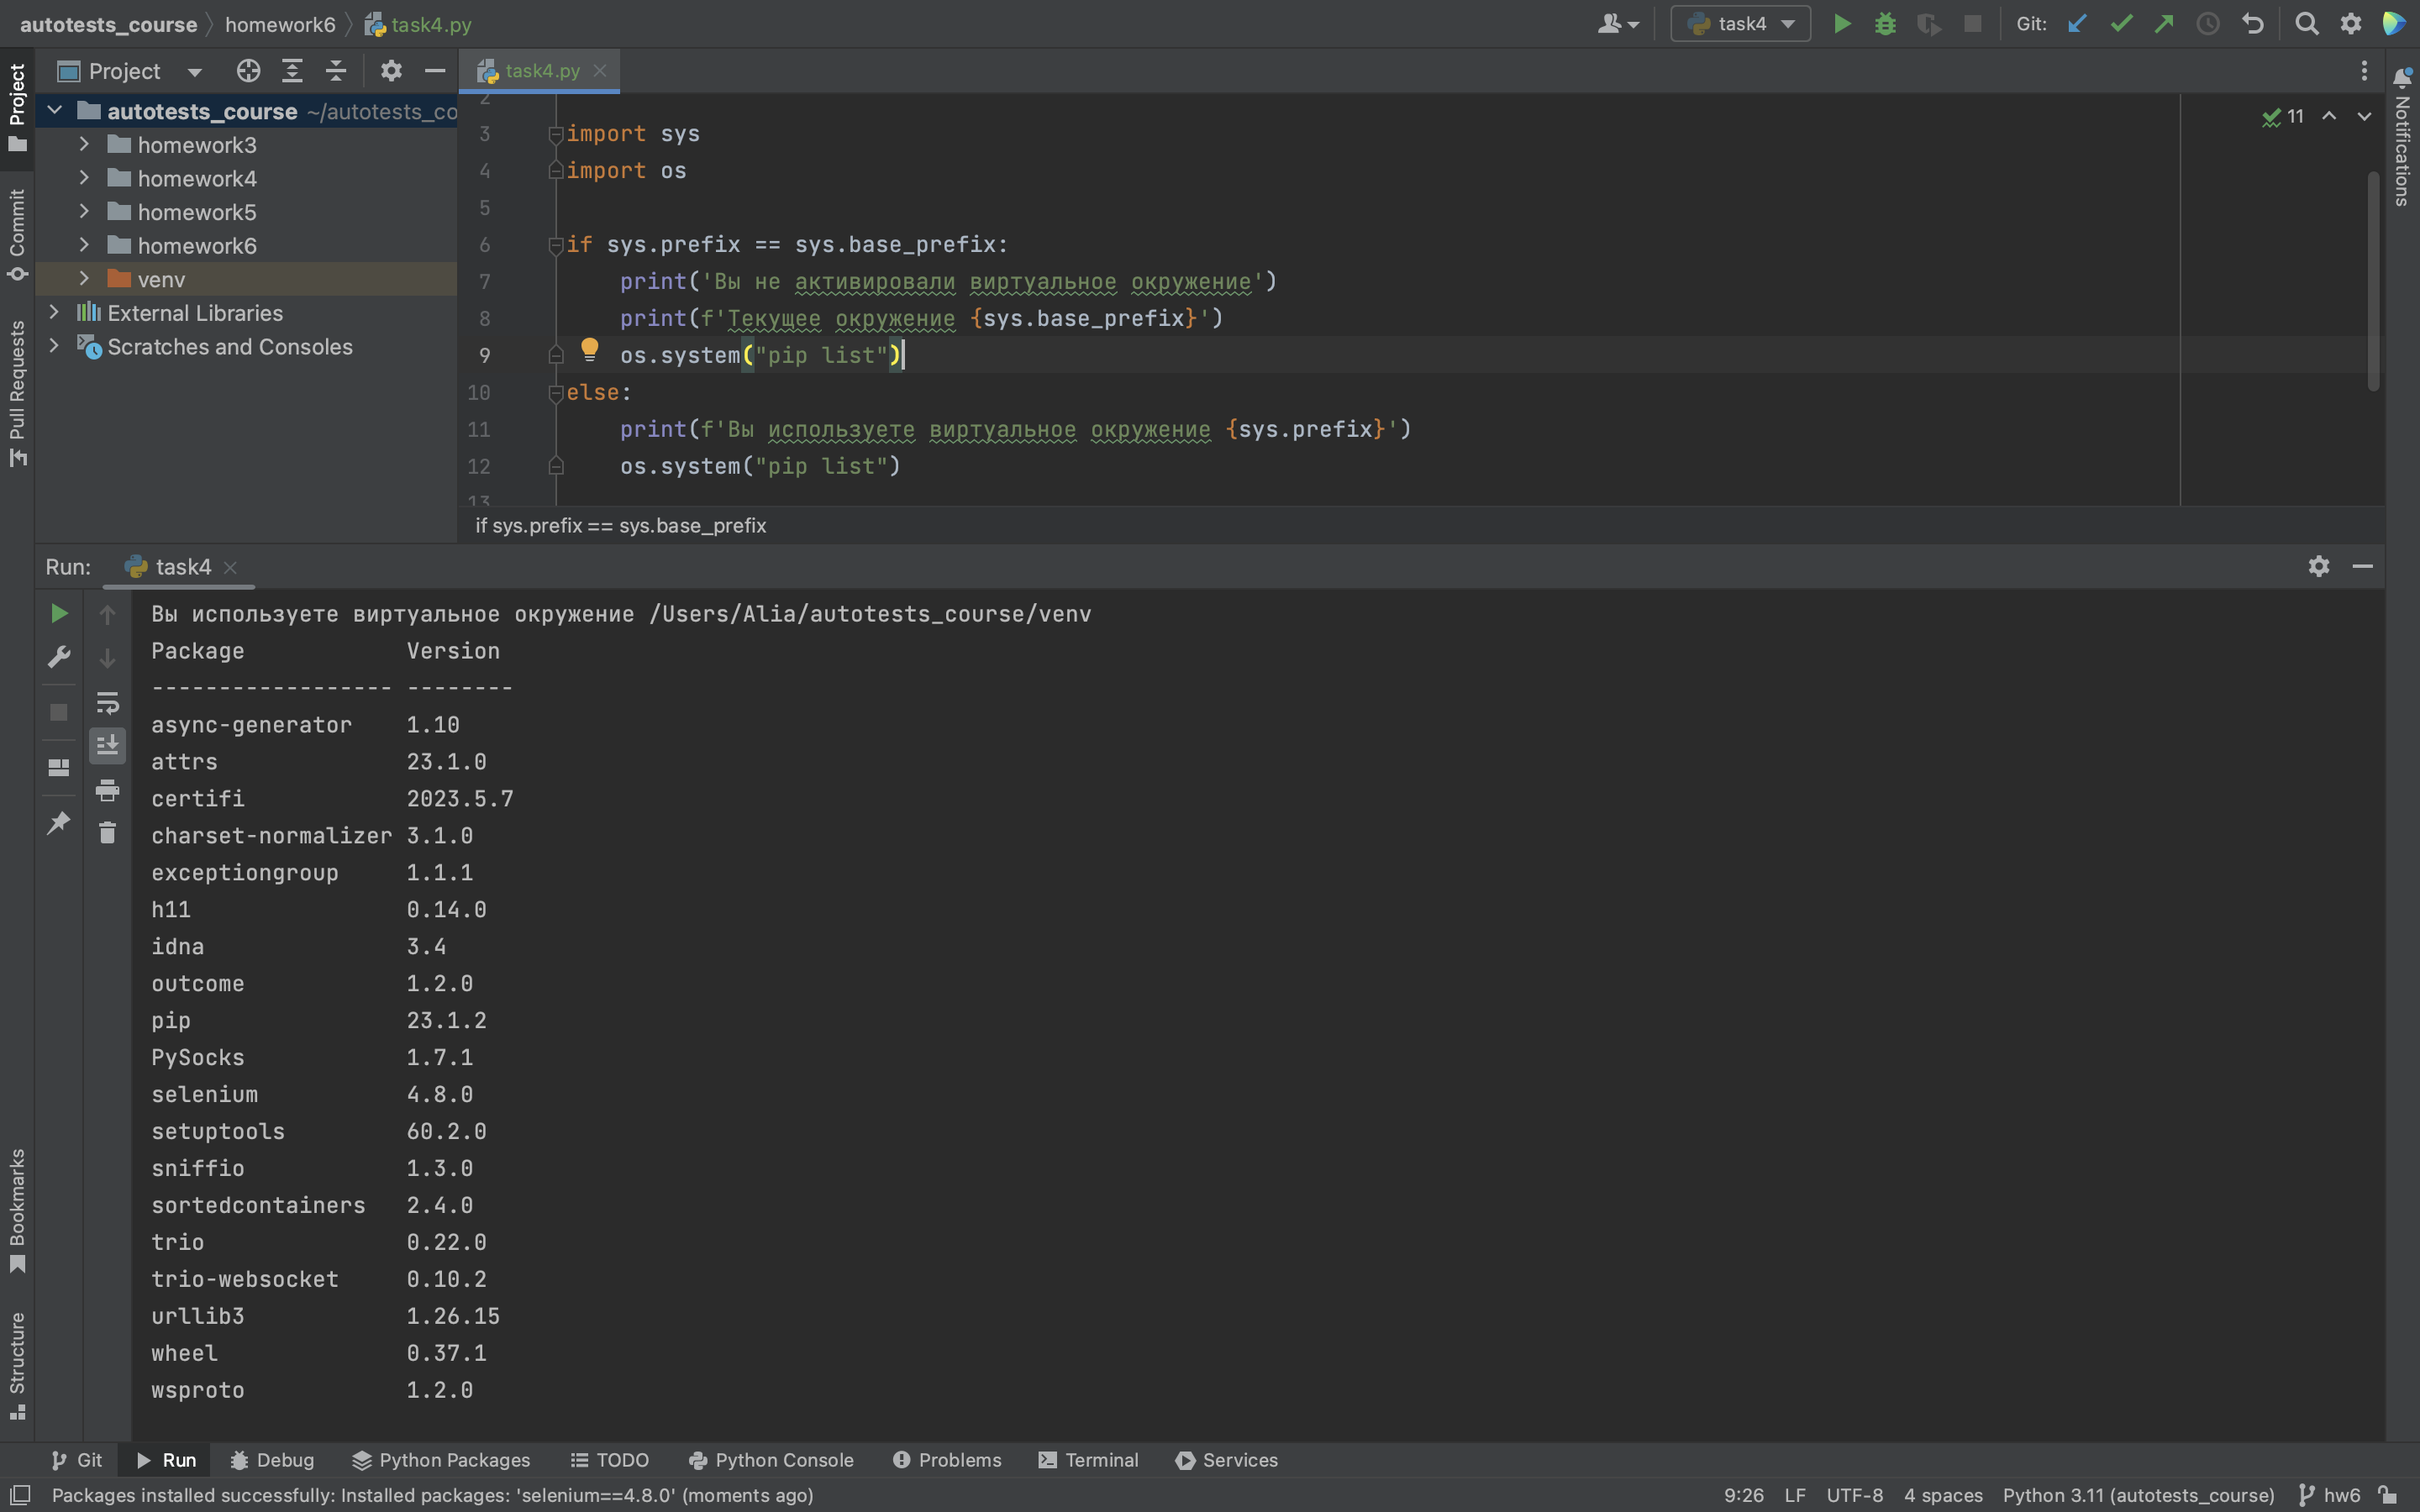 autotests_course homework6 task4.py task4 Git:
Project task4.py
Project
autotests_course ~/autotests_co
homework3
homework4
homework5
homework6
venv
External Libraries
Scratches and Consoles
Commit
Pull Requests
Bookmarks
Structure
Notifications
11
2
3 import sys
4 import os
5
6 if sys.prefix == sys.base_prefix:
7 print('Вы не активировали виртуальное окружение')
8 print(f'Текущее окружение {sys.base_prefix}')
9 os.system("pip list")
10 else:
11 print(f'Вы используете виртуальное окружение {sys.prefix}')
12 os.system("pip list")
13
if sys.prefix == sys.base_prefix
Run: task4
Вы используете виртуальное окружение /Users/Alia/autotests_course/venv
Package Version
------------------ --------
async-generator 1.10
attrs 23.1.0
certifi 2023.5.7
charset-normalizer 3.1.0
exceptiongroup 1.1.1
h11 0.14.0
idna 3.4
outcome 1.2.0
pip 23.1.2
PySocks 1.7.1
selenium 4.8.0
setuptools 60.2.0
sniffio 1.3.0
sortedcontainers 2.4.0
trio 0.22.0
trio-websocket 0.10.2
urllib3 1.26.15
wheel 0.37.1
wsproto 1.2.0
Git Run Debug Python Packages TODO Python Console Problems Terminal Services
Packages installed successfully: Installed packages: 'selenium==4.8.0' (moments ago) 9:26 LF UTF-8 4 spaces Python 3.11 (autotests_course) hw6